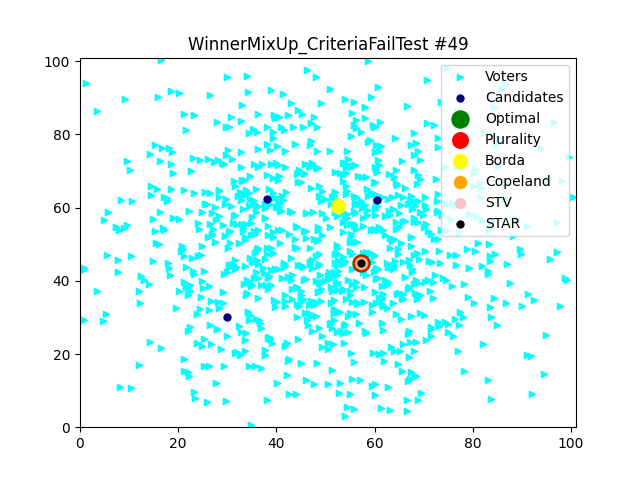 WinnerMixUp_CriteriaFailTest #49
100
80
60
40
20
0
0 20 40 60 80 100
Voters
Candidates
Optimal
Plurality
Borda
Copeland
STV
STAR